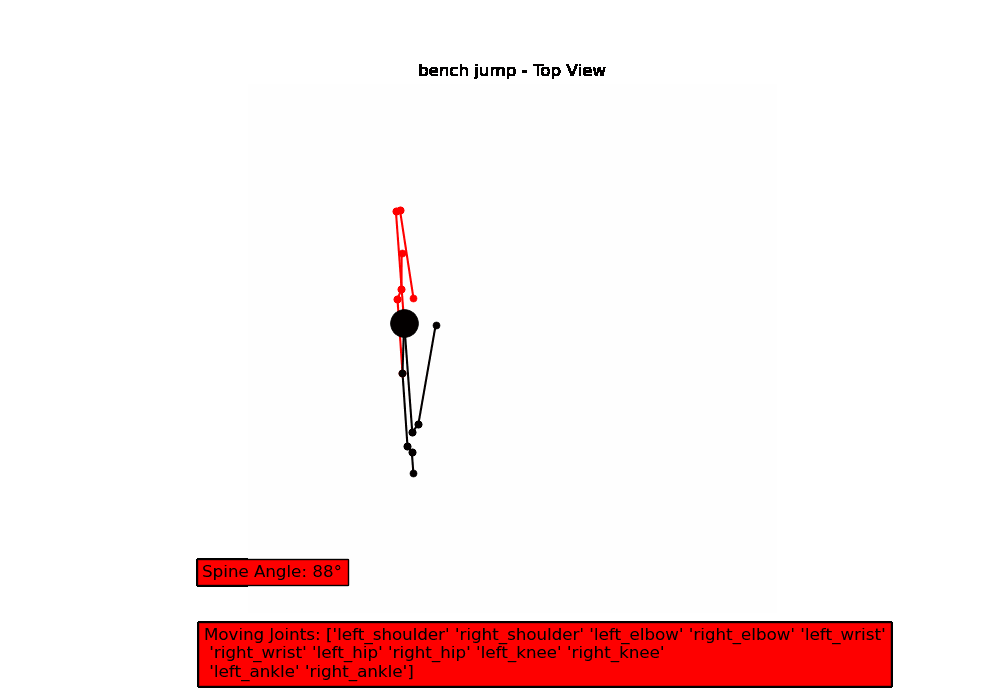 bench jump - Top View
Spine Angle: 88°
Moving Joints: ['left_shoulder' 'right_shoulder' 'left_elbow' 'right_elbow' 'left_wrist'
'right_wrist' 'left_hip' 'right_hip' 'left_knee' 'right_knee'
'left_ankle' 'right_ankle']